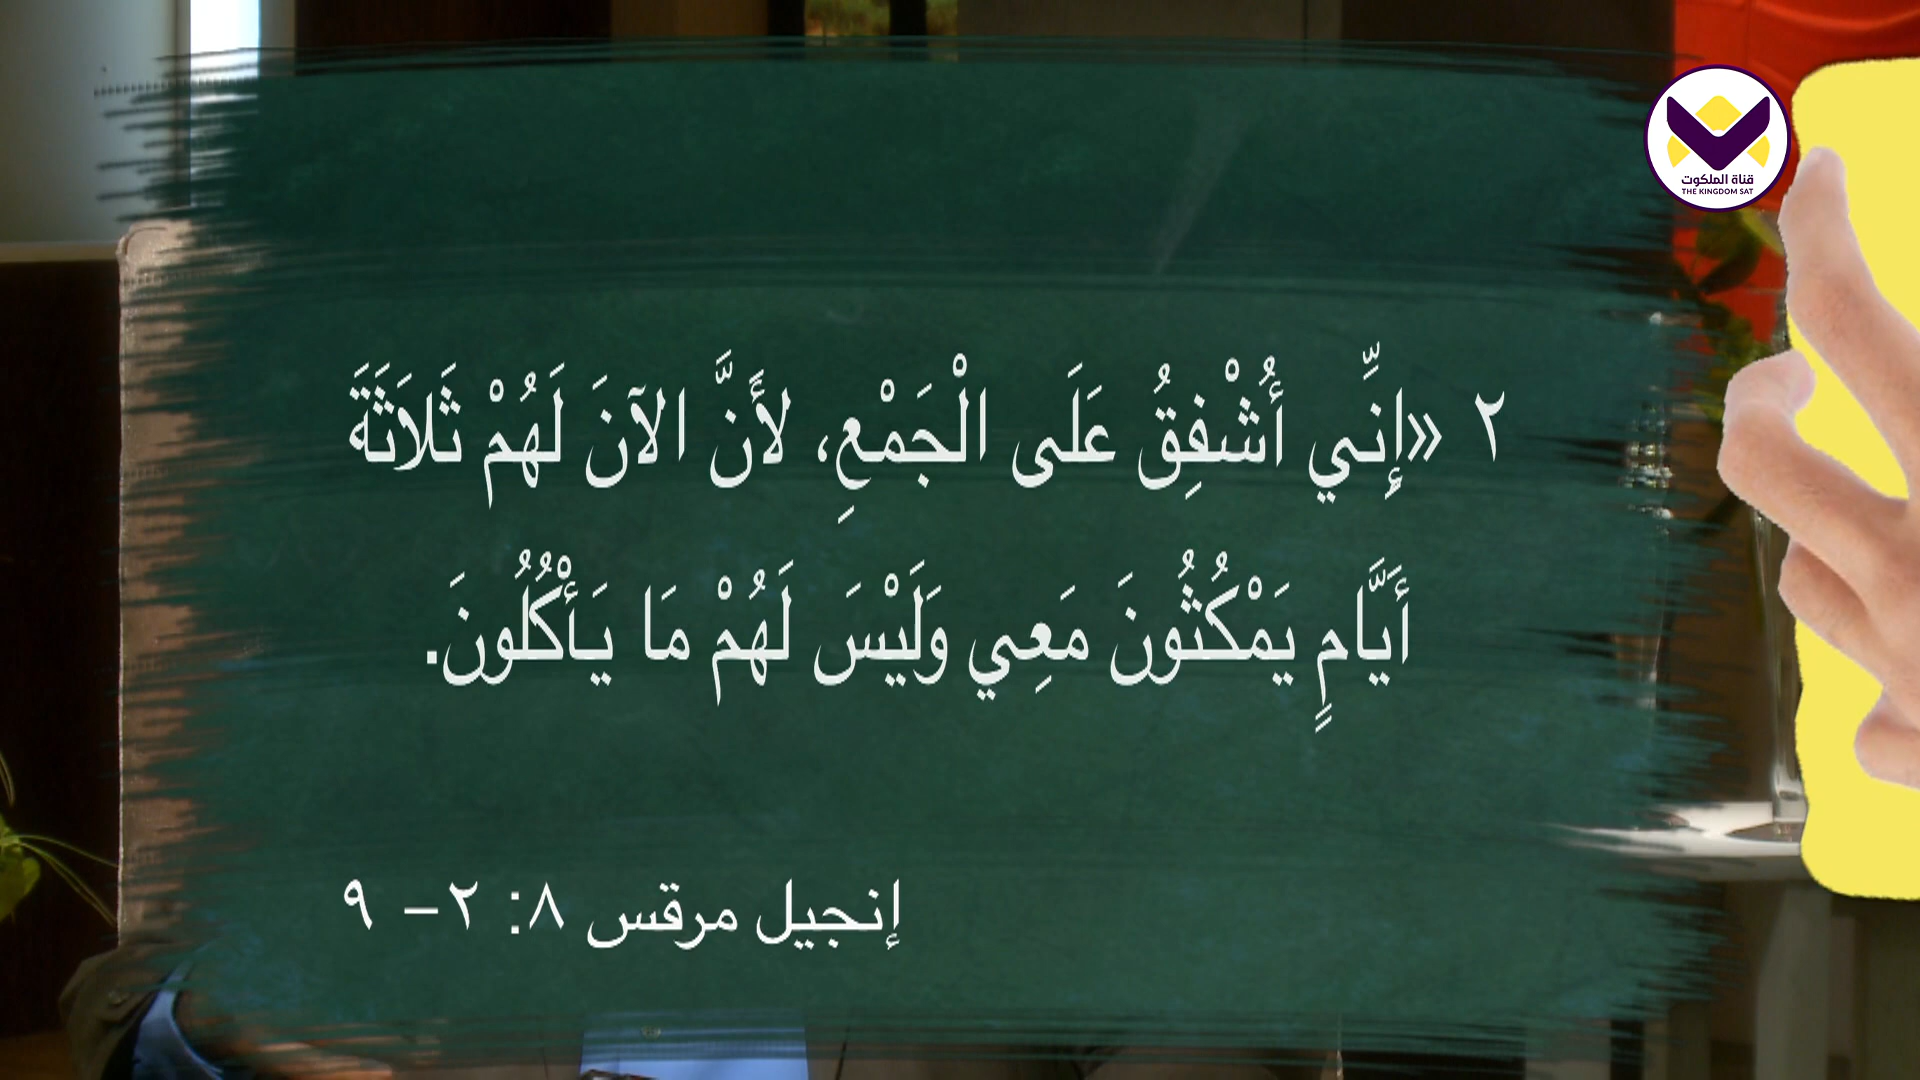 قناة الملكوت
THE KINGDOM SAT
٢ «إِنِّي أُشْفِقُ عَلَى الْجَمْعِ، لأَنَّ الآنَ لَهُمْ ثَلاَثَةَ
أَيَّامٍ يَمْكُثُونَ مَعِي وَلَيْسَ لَهُمْ مَا يَأْكُلُونَ.
إنجيل مرقس ٨: ٢– ٩